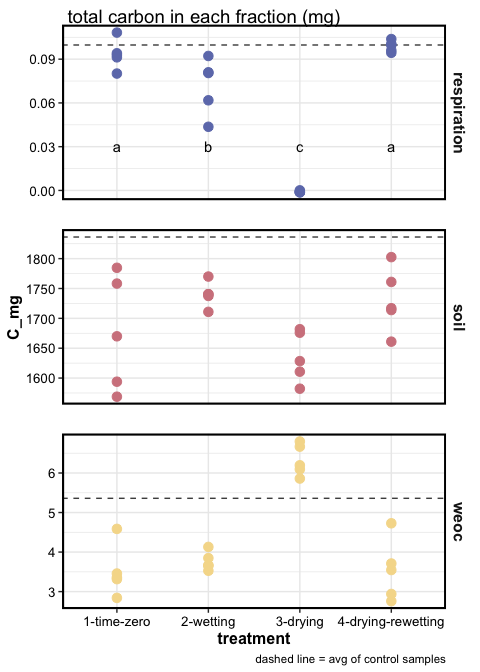 total carbon in each fraction (mg)
0.09
0.06
0.03
0.00
a b c a
respiration
1800
1750
1700
1650
1600
soil
C_mg
6
5
4
3
weoc
1-time-zero 2-wetting 3-drying 4-drying-rewetting
treatment
dashed line = avg of control samples